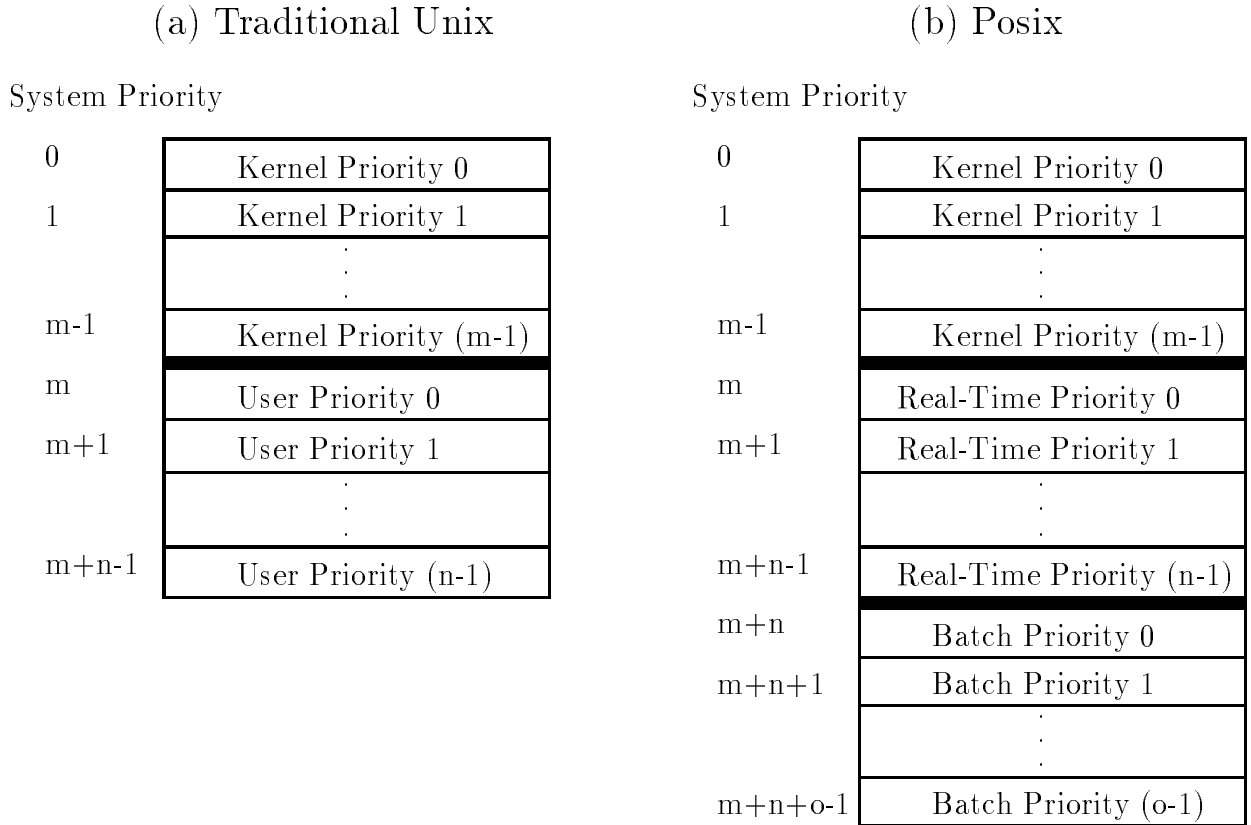 (a) Traditional Unix
System Priority
0 Kernel Priority 0
1 Kernel Priority 1
.
.
.
m-1 Kernel Priority (m-1)
m User Priority 0
m+1 User Priority 1
.
.
.
m+n-1 User Priority (n-1)
(b) Posix
System Priority
0 Kernel Priority 0
1 Kernel Priority 1
.
.
.
m-1 Kernel Priority (m-1)
m Real-Time Priority 0
m+1 Real-Time Priority 1
.
.
.
m+n-1 Real-Time Priority (n-1)
m+n Batch Priority 0
m+n+1 Batch Priority 1
.
.
.
m+n+o-1 Batch Priority (o-1)